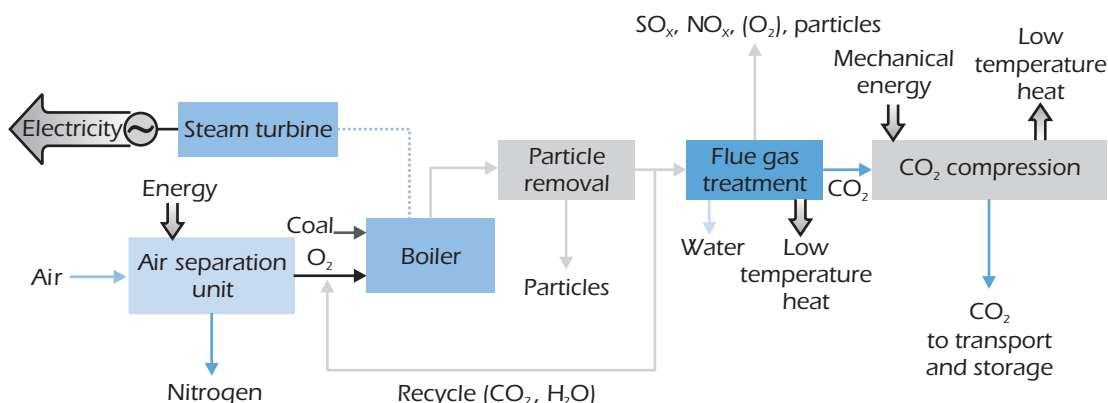 SOₓ, NOₓ, (O₂), particles
Mechanical
energy
Low
temperature
heat
Electricity
Steam turbine
Particle
removal
Flue gas
treatment
CO₂
CO₂ compression
Energy
Coal
O₂
Boiler
Air
Air separation
unit
Particles
Water
Low
temperature
heat
CO₂
to transport
and storage
Nitrogen
Recycle (CO₂, H₂O)